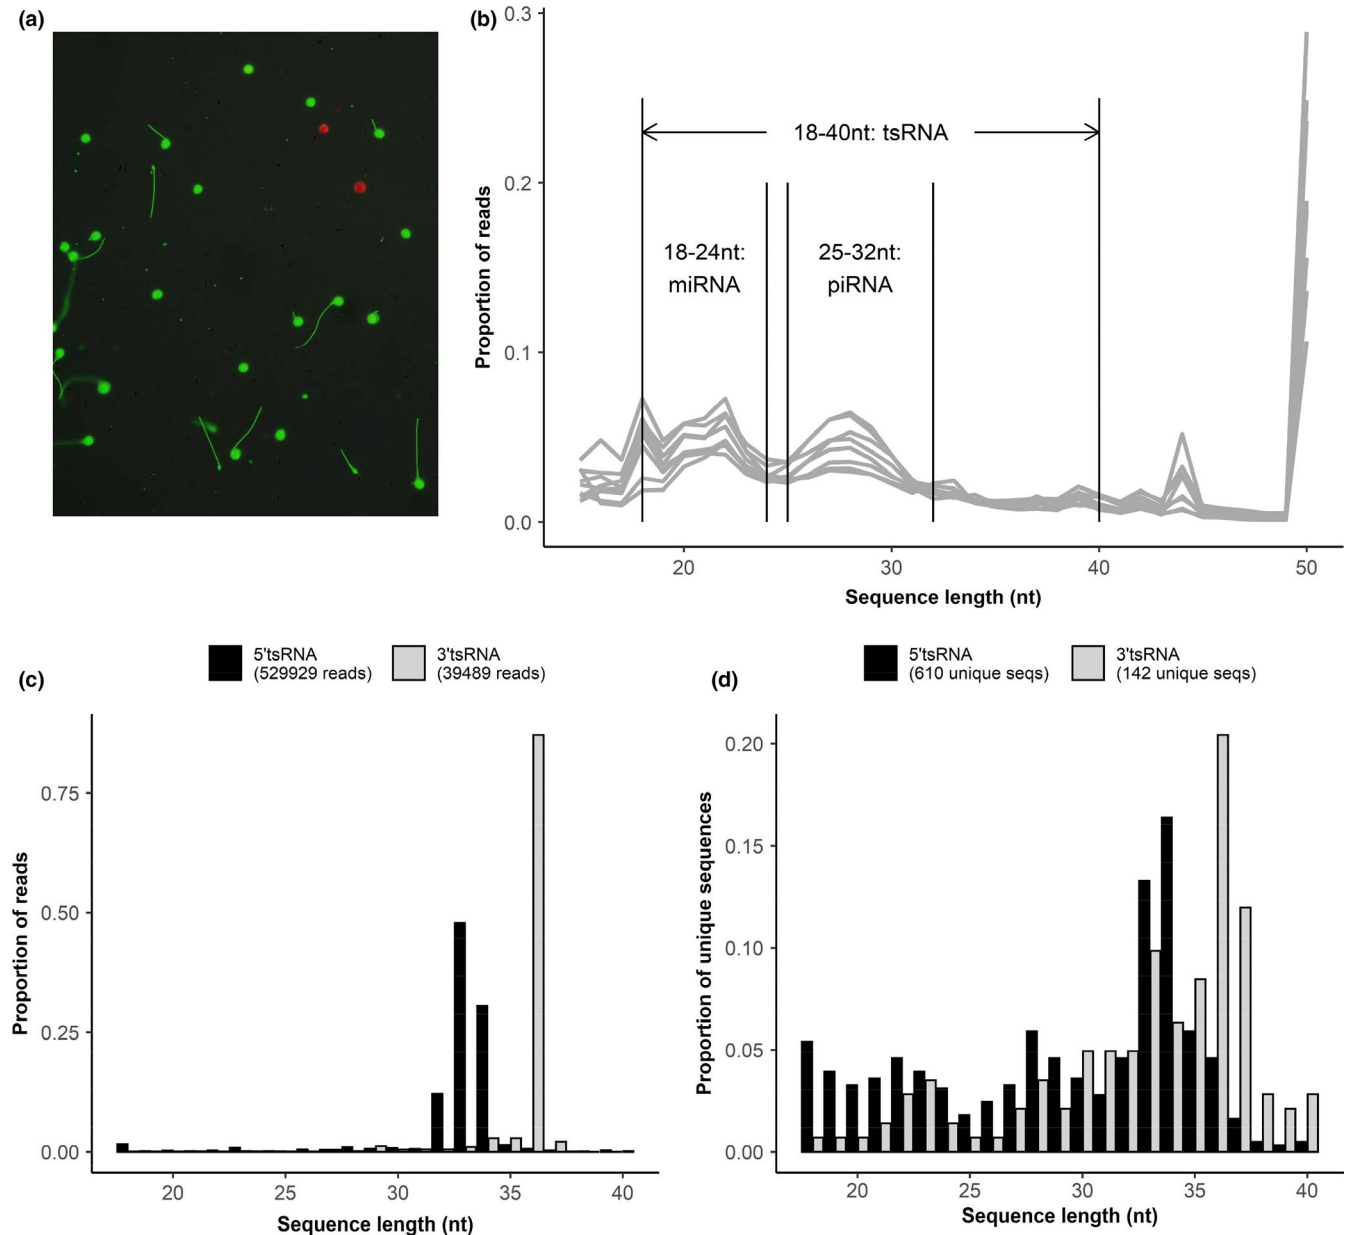 (a)
(b)
0.3
0.2
0.1
0.0
Proportion of reads
18-40nt: tsRNA
18-24nt:
miRNA
25-32nt:
piRNA
20
30
40
50
Sequence length (nt)
(c)
5'tsRNA
(529929 reads)
3'tsRNA
(39489 reads)
0.75
0.50
0.25
0.00
Proportion of reads
20
25
30
35
40
Sequence length (nt)
(d)
5'tsRNA
(610 unique seqs)
3'tsRNA
(142 unique seqs)
0.20
0.15
0.10
0.05
0.00
Proportion of unique sequences
20
25
30
35
40
Sequence length (nt)